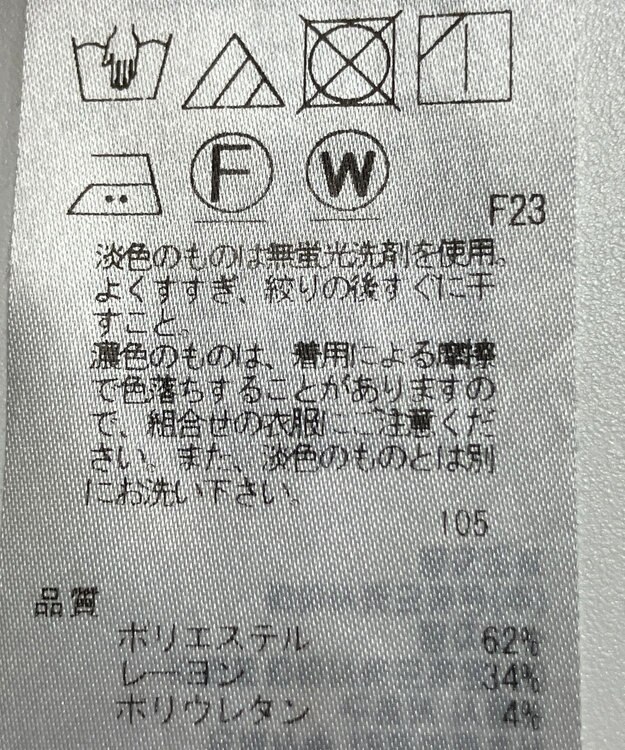 F W
F23
淡色のものは無蛍光洗剤を使用。
よくすすぎ、絞りの後すぐに干
すこと。
濃色のものは、着用による摩擦
で色落ちすることがありますの
で、組合せの衣服にご注意くだ
さい。また、淡色のものとは別
にお洗い下さい。
105
品質
ポリエステル 62%
レーヨン 34%
ポリウレタン 4%